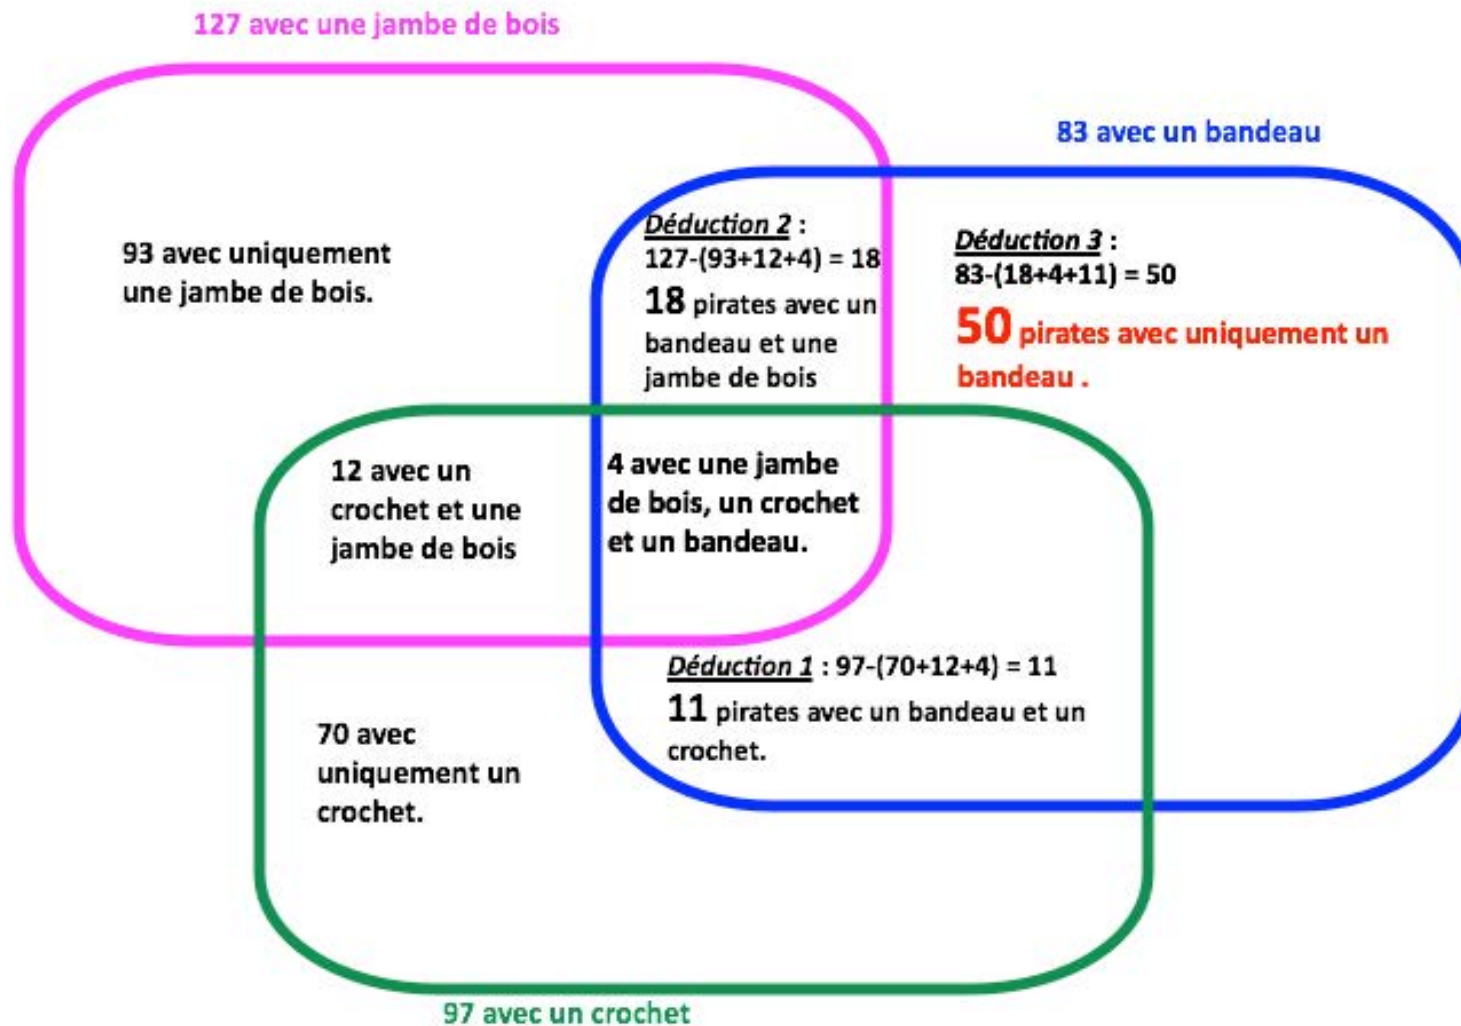 127 avec une jambe de bois
83 avec un bandeau
93 avec uniquement
une jambe de bois.
Déduction 2 :
127-(93+12+4) = 18
18 pirates avec un
bandeau et une
jambe de bois
Déduction 3 :
83-(18+4+11) = 50
50 pirates avec uniquement un
bandeau .
12 avec un
crochet et une
jambe de bois
4 avec une jambe
de bois, un crochet
et un bandeau.
Déduction 1 : 97-(70+12+4) = 11
11 pirates avec un bandeau et un
crochet.
70 avec
uniquement un
crochet.
97 avec un crochet